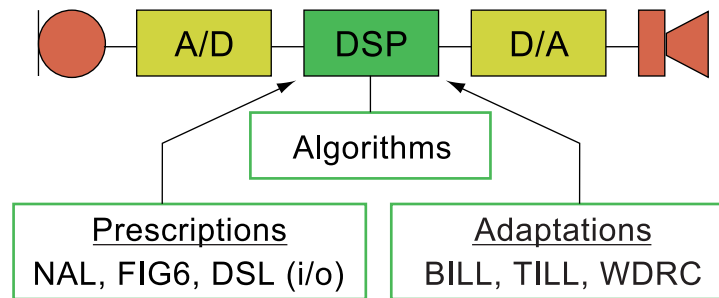 A/D DSP D/A
Algorithms
Prescriptions
NAL, FIG6, DSL (i/o)
Adaptations
BILL, TILL, WDRC